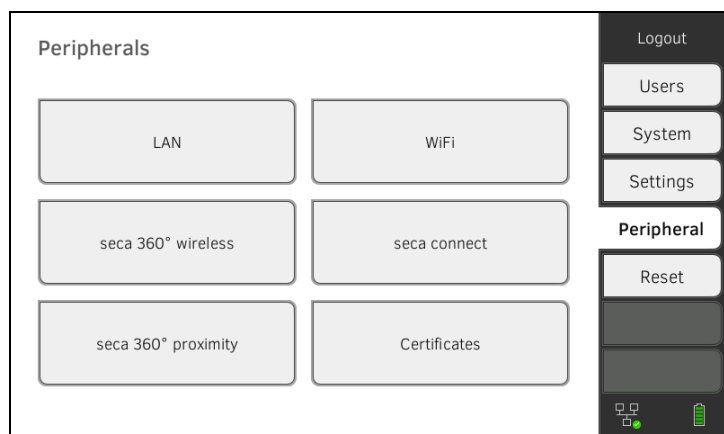 Peripherals
LAN
WiFi
seca 360° wireless
seca connect
seca 360° proximity
Certificates
Logout
Users
System
Settings
Peripheral
Reset